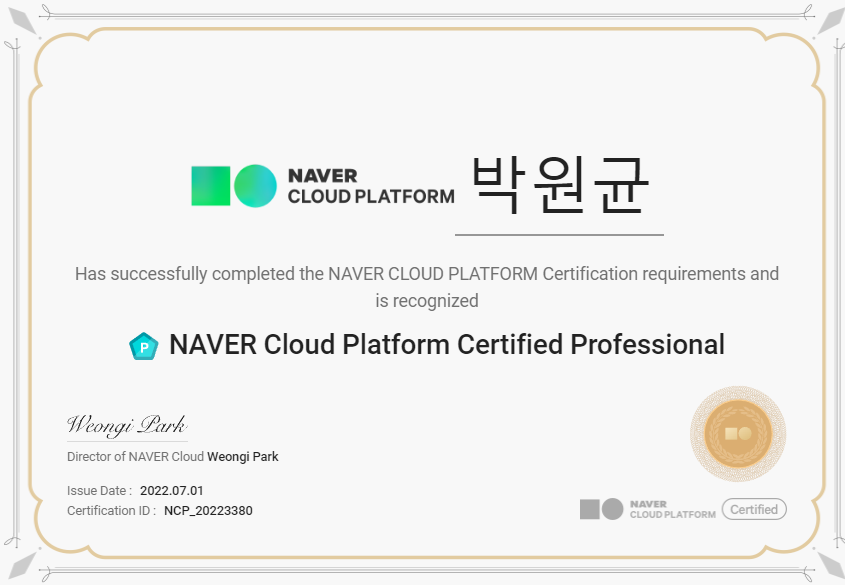 NAVER
CLOUD PLATFORM
박원균
Has successfully completed the NAVER CLOUD PLATFORM Certification requirements and
is recognized
P NAVER Cloud Platform Certified Professional
Weongi Park
Director of NAVER Cloud Weongi Park
Issue Date : 2022.07.01
Certification ID : NCP_20223380
NAVER
CLOUD PLATFORM Certified